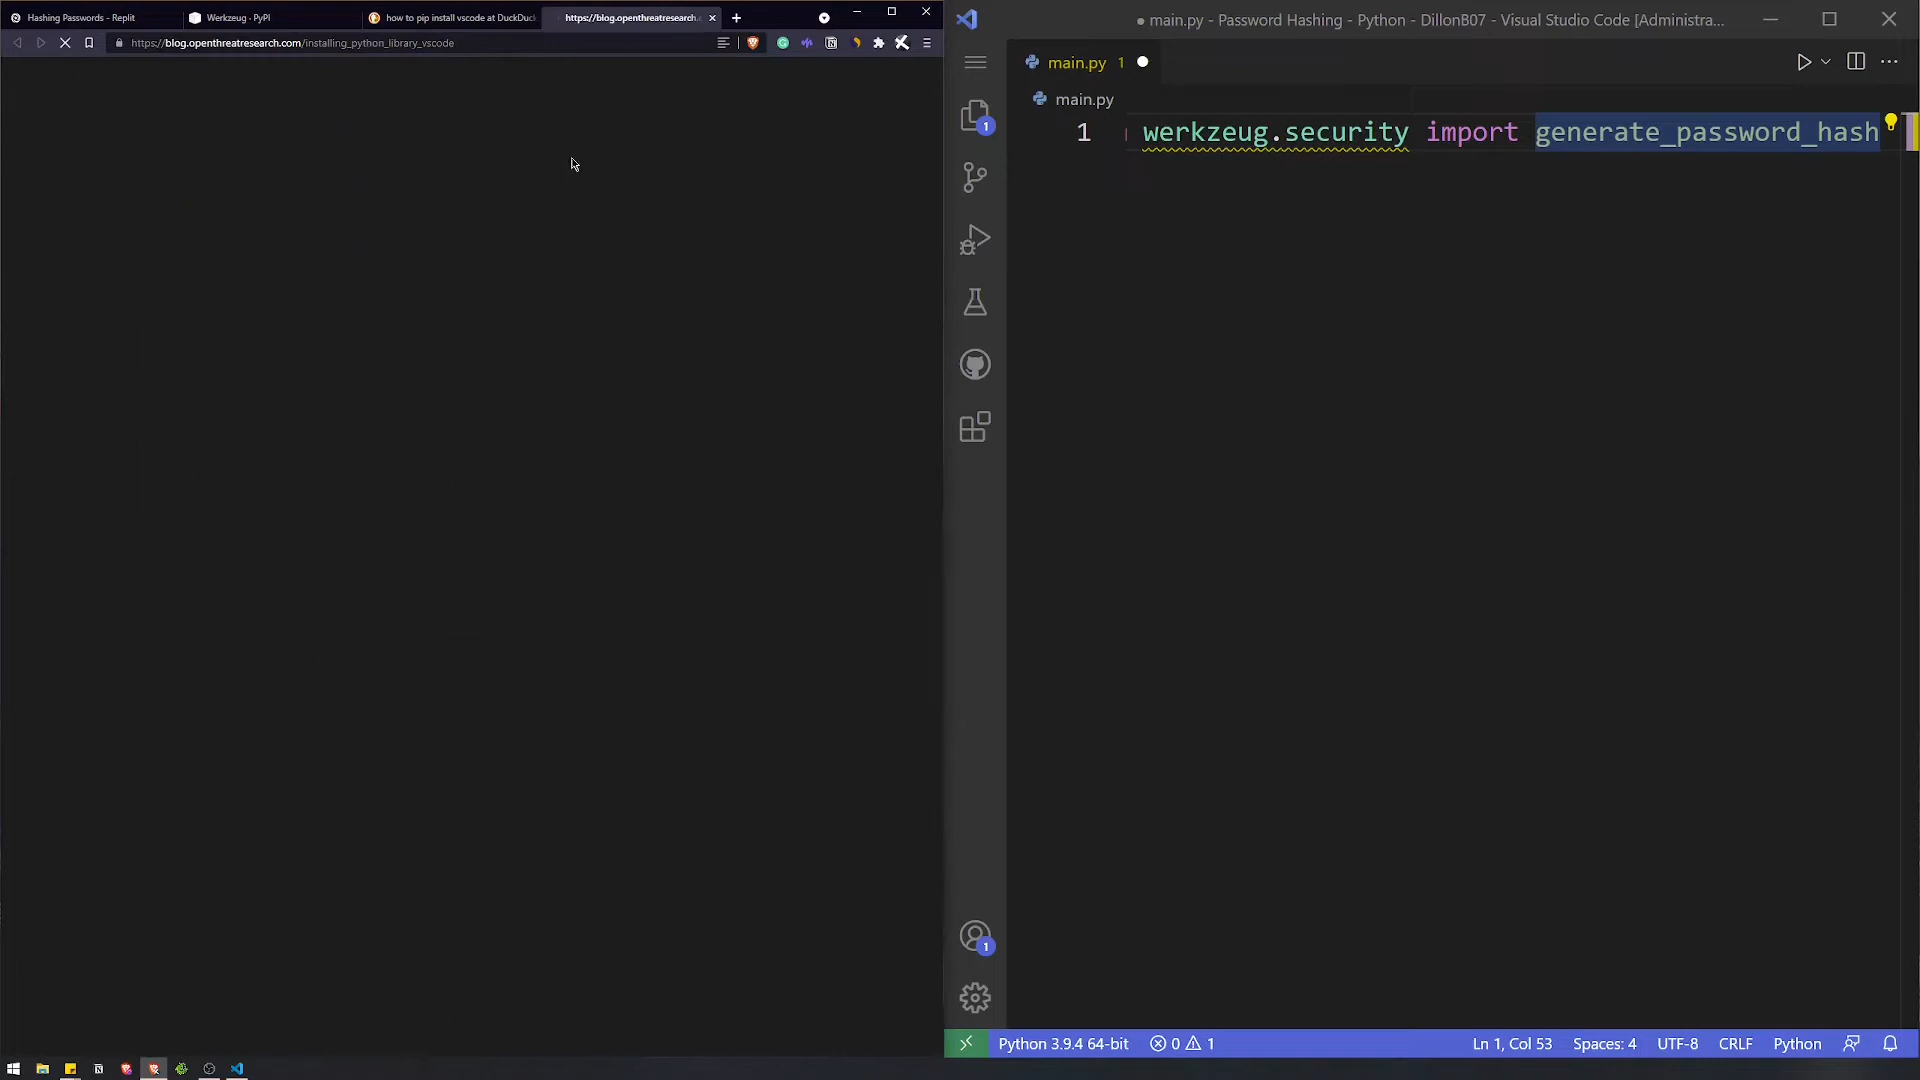 Hashing Passwords - Replit
Werkzeug · PyPI
how to pip install vscode at DuckDuc
https://blog.openthreatresearch.
https://blog.openthreatresearch.com/installing_python_library_vscode
● main.py - Password Hashing - Python - DillonB07 - Visual Studio Code [Administra...
main.py 1
main.py
1
1 werkzeug.security import generate_password_hash
1
Python 3.9.4 64-bit
0 1
Ln 1, Col 53
Spaces: 4
UTF-8
CRLF
Python